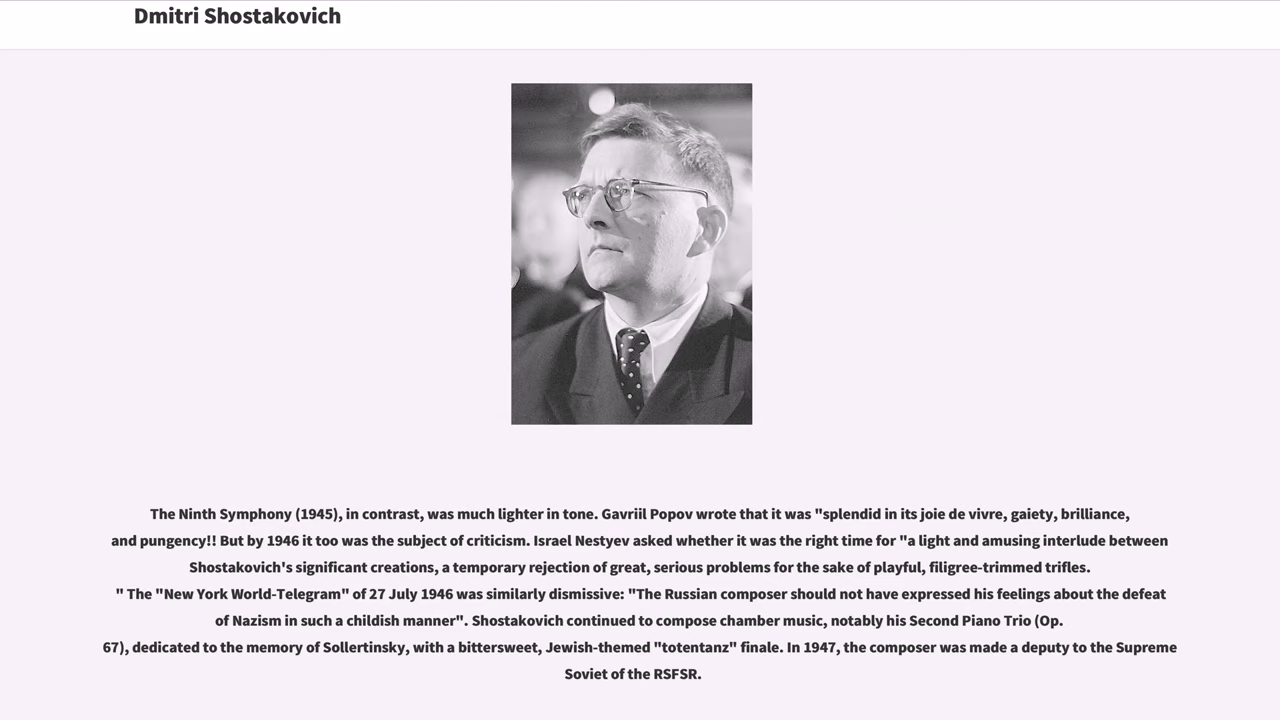 Dmitri Shostakovich
The Ninth Symphony (1945), in contrast, was much lighter in tone. Gavriil Popov wrote that it was "splendid in its joie de vivre, gaiety, brilliance,
and pungency!! But by 1946 it too was the subject of criticism. Israel Nestyev asked whether it was the right time for "a light and amusing interlude between
Shostakovich's significant creations, a temporary rejection of great, serious problems for the sake of playful, filigree-trimmed trifles.
" The "New York World-Telegram" of 27 July 1946 was similarly dismissive: "The Russian composer should not have expressed his feelings about the defeat
of Nazism in such a childish manner". Shostakovich continued to compose chamber music, notably his Second Piano Trio (Op.
67), dedicated to the memory of Sollertinsky, with a bittersweet, Jewish-themed "totentanz" finale. In 1947, the composer was made a deputy to the Supreme
Soviet of the RSFSR.